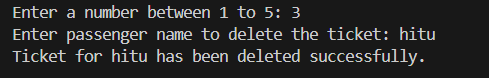 Enter a number between 1 to 5: 3
Enter passenger name to delete the ticket: hitu
Ticket for hitu has been deleted successfully.